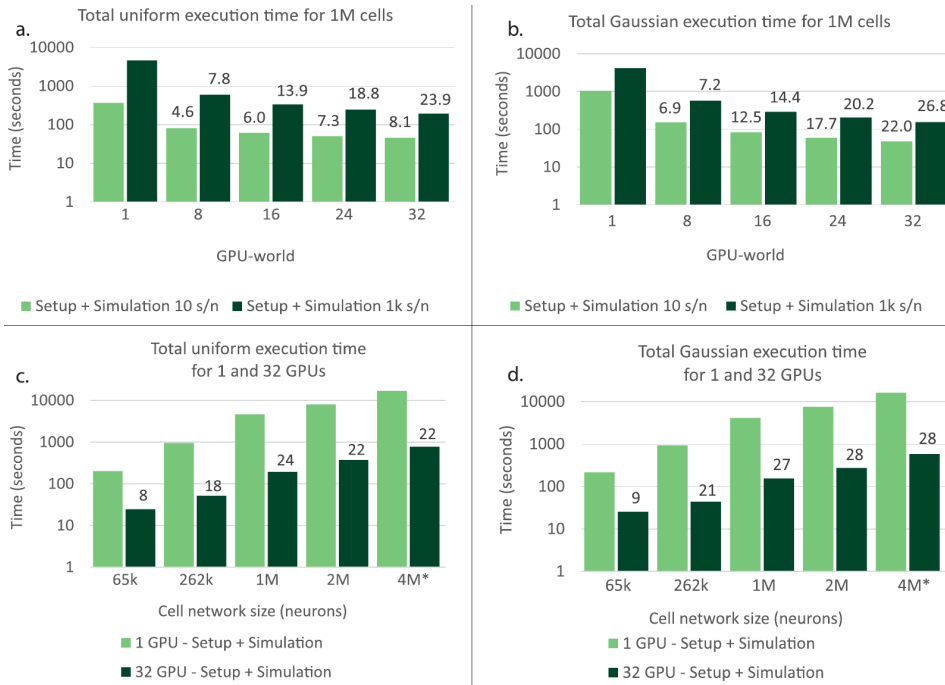 a.
Total uniform execution time for 1M cells
Time (seconds)
10000
1000
100
10
1
7.8
13.9
18.8
23.9
4.6
6.0
7.3
8.1
1 8 16 24 32
GPU-world
Setup + Simulation 10 s/n Setup + Simulation 1k s/n
b.
Total Gaussian execution time for 1M cells
Time (seconds)
10000
1000
100
10
1
7.2
14.4
20.2
26.8
6.9
12.5
17.7
22.0
1 8 16 24 32
GPU-world
Setup + Simulation 10 s/n Setup + Simulation 1k s/n
c.
Total uniform execution time
for 1 and 32 GPUs
Time (seconds)
10000
1000
100
10
1
8
18
24
22
22
65k 262k 1M 2M 4M*
Cell network size (neurons)
1 GPU - Setup + Simulation
32 GPU - Setup + Simulation
d.
Total Gaussian execution time
for 1 and 32 GPUs
Time (seconds)
10000
1000
100
10
1
9
21
27
28
28
65k 262k 1M 2M 4M*
Cell network size (neurons)
1 GPU - Setup + Simulation
32 GPU - Setup + Simulation